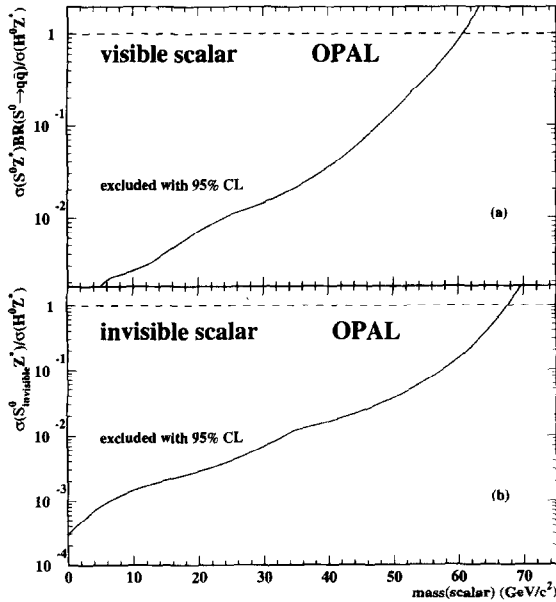 σ(S⁰Z*)BR(S⁰→qq̄)/σ(H⁰Z*)
1
10⁻¹
10⁻²
visible scalar OPAL
excluded with 95% CL
(a)
σ(S⁰invisibleZ*)/σ(H⁰Z*)
1
10⁻¹
10⁻²
10⁻³
10⁻⁴
invisible scalar OPAL
excluded with 95% CL
(b)
0 10 20 30 40 50 60 70
mass(scalar) (GeV/c²)